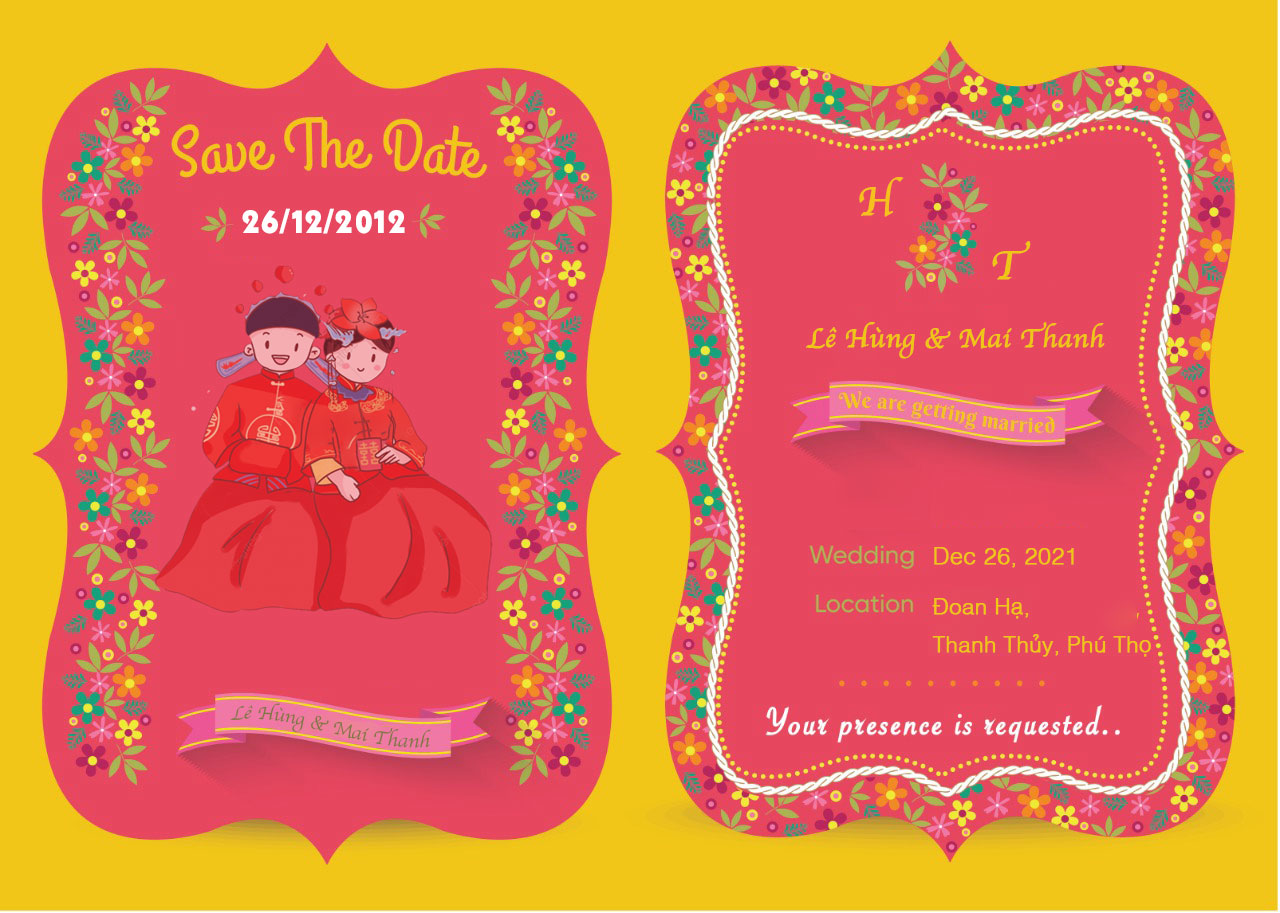 Save The Date
26/12/2012
Lê Hùng & Mai Thanh
H
T
Lê Hùng & Mai Thanh
We are getting married
Wedding Dec 26, 2021
Location Đoan Hạ, ,
Thanh Thủy, Phú Thọ
Your presence is requested..